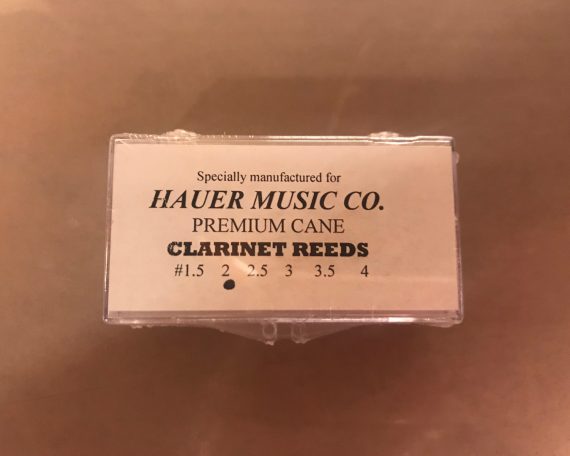 Specially manufactured for
HAUER MUSIC CO.
PREMIUM CANE
CLARINET REEDS
#1.5 2 2.5 3 3.5 4